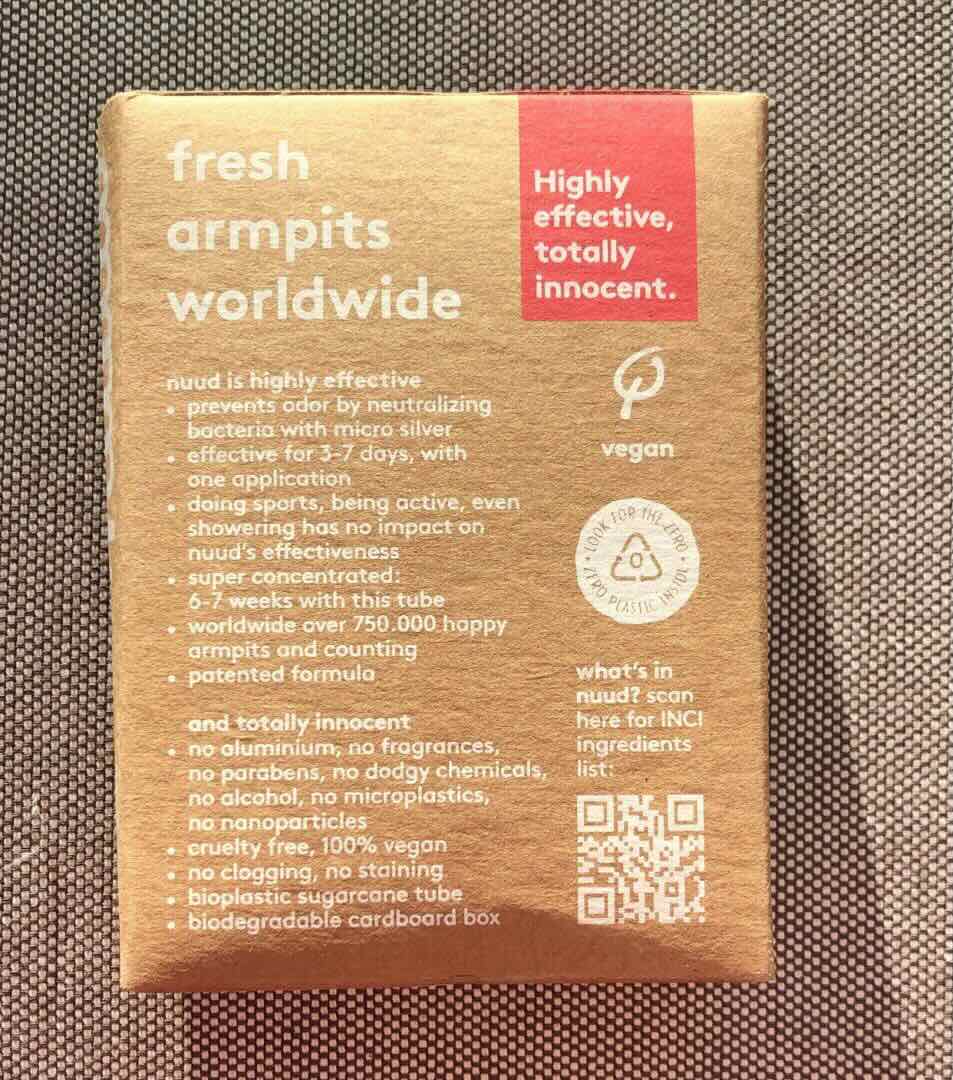 fresh
armpits
worldwide
Highly
effective,
totally
innocent.
nuud is highly effective
• prevents odor by neutralizing
bacteria with micro silver
• effective for 3-7 days, with
one application
• doing sports, being active, even
showering has no impact on
nuud's effectiveness
• super concentrated:
6-7 weeks with this tube
• worldwide over 750.000 happy
armpits and counting
• patented formula
and totally innocent
• no aluminium, no fragrances,
no parabens, no dodgy chemicals,
no alcohol, no microplastics,
no nanoparticles
• cruelty free, 100% vegan
• no clogging, no staining
• bioplastic sugarcane tube
• biodegradable cardboard box
vegan
• LOOK FOR THE ZERO •
0
ZERO PLASTIC INSIDE
what's in
nuud? scan
here for INCI
ingredients
list: